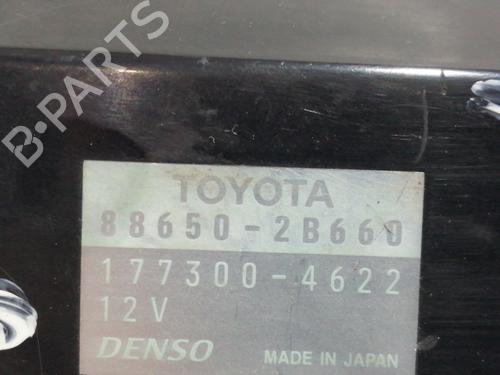 B-PARTS
TOYOTA
88650-2B660
177300-4622
12V
DENSO MADE IN JAPAN